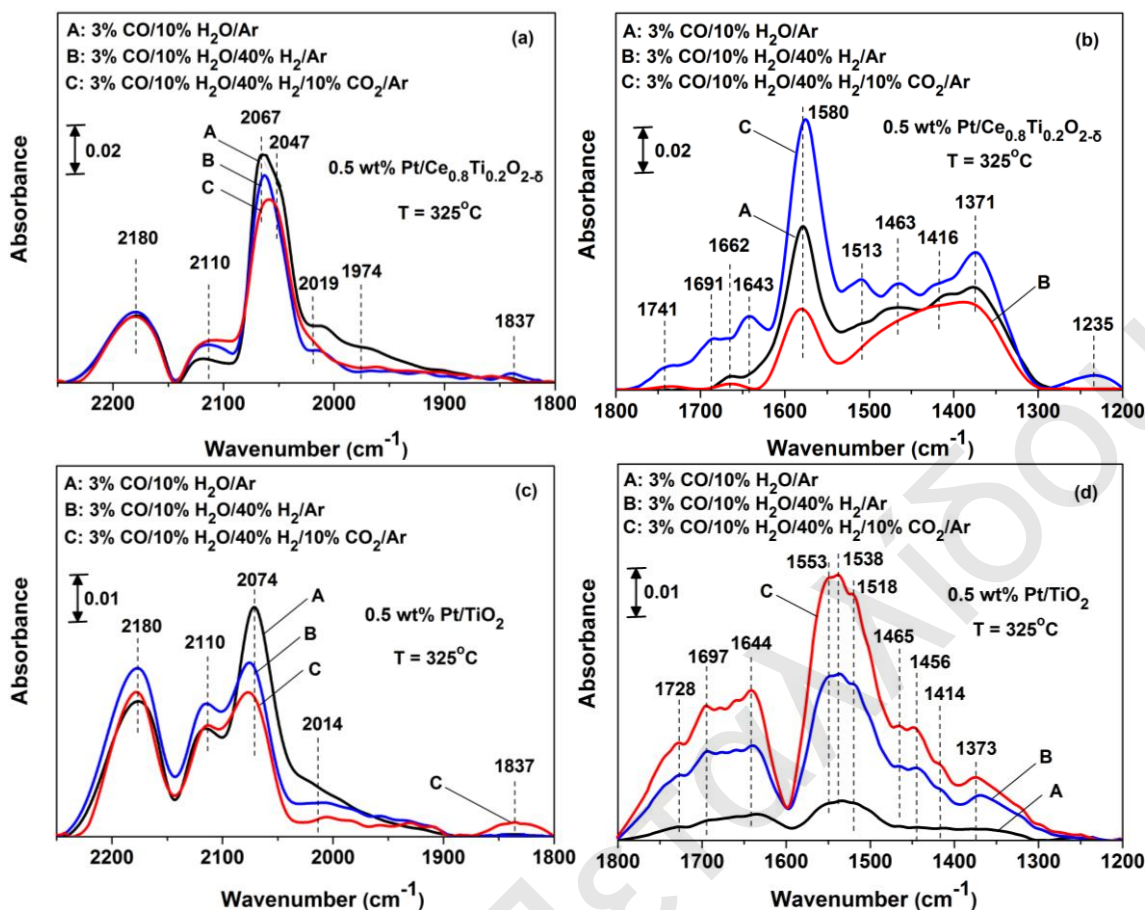 A: 3% CO/10% H₂O/Ar
(a)
B: 3% CO/10% H₂O/40% H₂/Ar
C: 3% CO/10% H₂O/40% H₂/10% CO₂/Ar
0.02
2067
A
2047
B
C
0.5 wt% Pt/Ce₀.₈Ti₀.₂O₂₋δ
T = 325°C
2180
2110
2019
1974
1837
Absorbance
2200 2100 2000 1900 1800
Wavenumber (cm⁻¹)
A: 3% CO/10% H₂O/Ar
(b)
B: 3% CO/10% H₂O/40% H₂/Ar
C: 3% CO/10% H₂O/40% H₂/10% CO₂/Ar
1580
0.02
C
0.5 wt% Pt/Ce₀.₈Ti₀.₂O₂₋δ
T = 325°C
A
1371
1463
1416
1662
1513
1691
1643
B
1741
1235
Absorbance
1800 1700 1600 1500 1400 1300 1200
Wavenumber (cm⁻¹)
A: 3% CO/10% H₂O/Ar
(c)
B: 3% CO/10% H₂O/40% H₂/Ar
C: 3% CO/10% H₂O/40% H₂/10% CO₂/Ar
0.01
2074
A
0.5 wt% Pt/TiO₂
T = 325°C
2180
2110
B
C
2014
1837
C
Absorbance
2200 2100 2000 1900 1800
Wavenumber (cm⁻¹)
A: 3% CO/10% H₂O/Ar
(d)
B: 3% CO/10% H₂O/40% H₂/Ar
C: 3% CO/10% H₂O/40% H₂/10% CO₂/Ar
1553
1538
1518
0.01
C
0.5 wt% Pt/TiO₂
T = 325°C
1465
1456
1414
1644
1697
1728
1373
B
A
Absorbance
1800 1700 1600 1500 1400 1300 1200
Wavenumber (cm⁻¹)